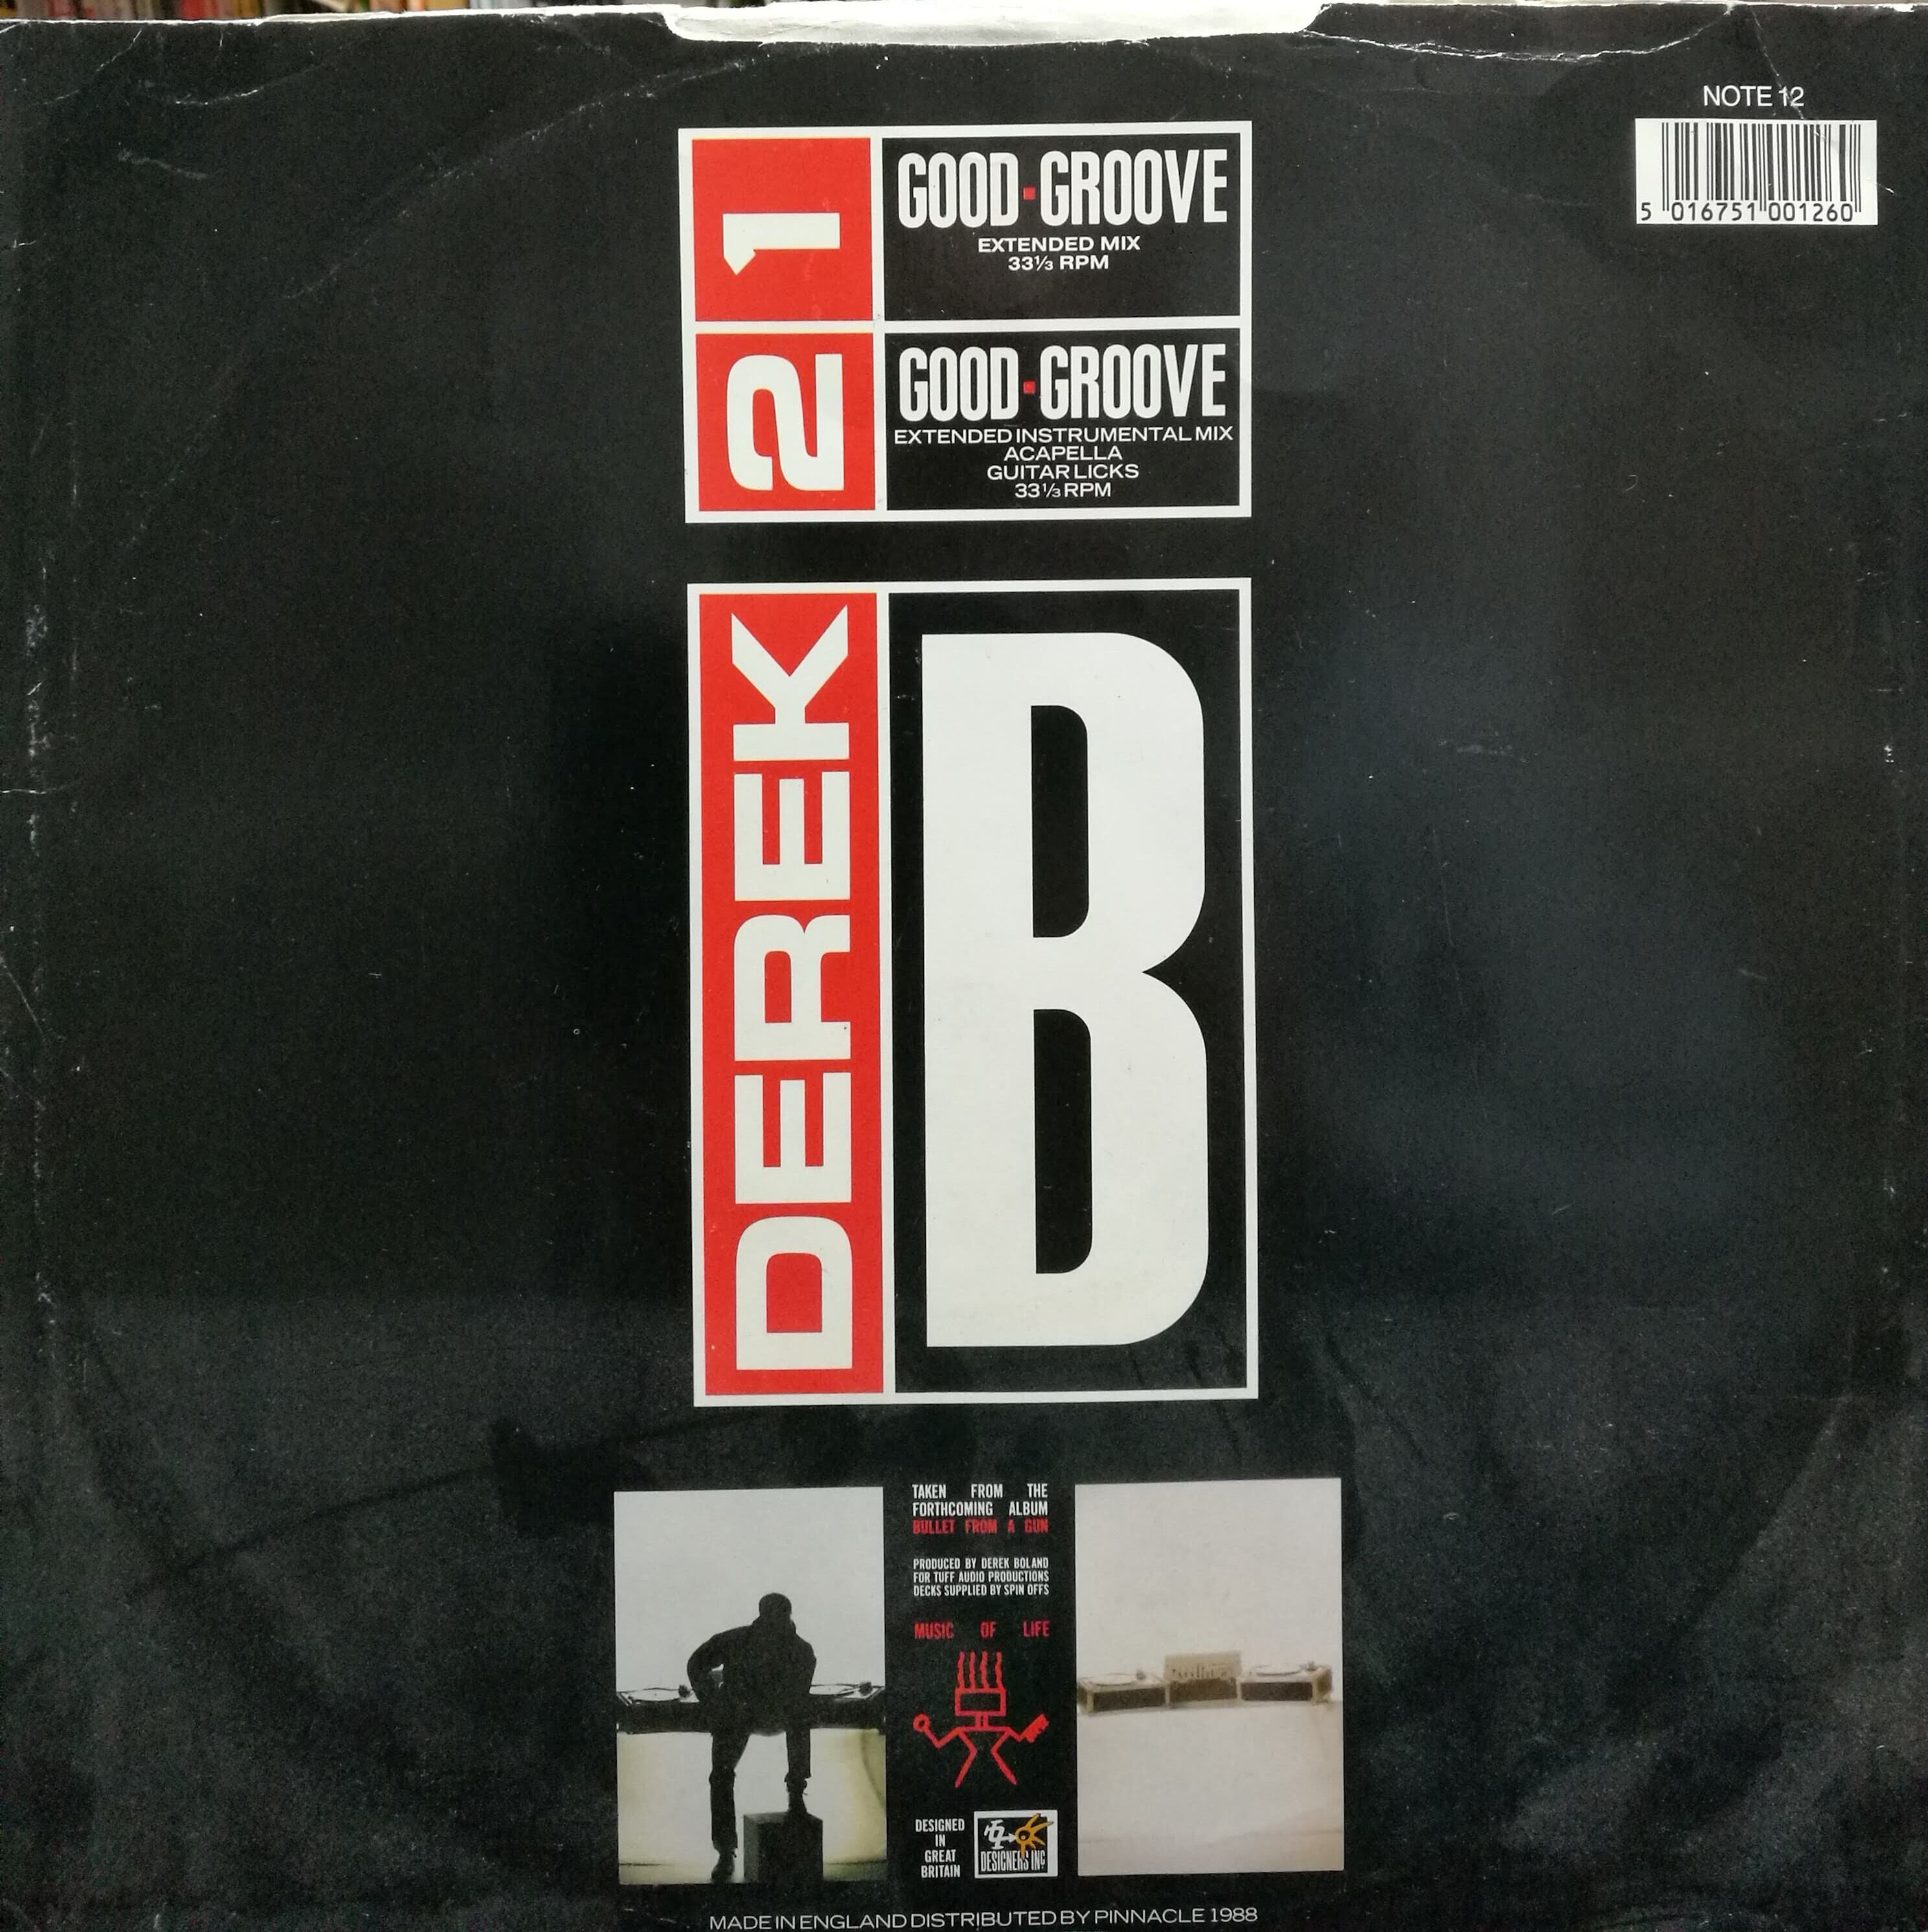 NOTE 12
5 016751 001260
1
GOOD·GROOVE
EXTENDED MIX
33⅓ RPM
2
GOOD·GROOVE
EXTENDED INSTRUMENTAL MIX
ACAPELLA
GUITAR LICKS
33⅓ RPM
DEREK
B
TAKEN FROM THE
FORTHCOMING ALBUM
BULLET FROM A GUN
PRODUCED BY DEREK BOLAND
FOR TUFF AUDIO PRODUCTIONS
DECKS SUPPLIED BY SPIN OFFS
MUSIC OF LIFE
DESIGNED
IN
GREAT
BRITAIN
DESIGNERS INC
MADE IN ENGLAND DISTRIBUTED BY PINNACLE 1988